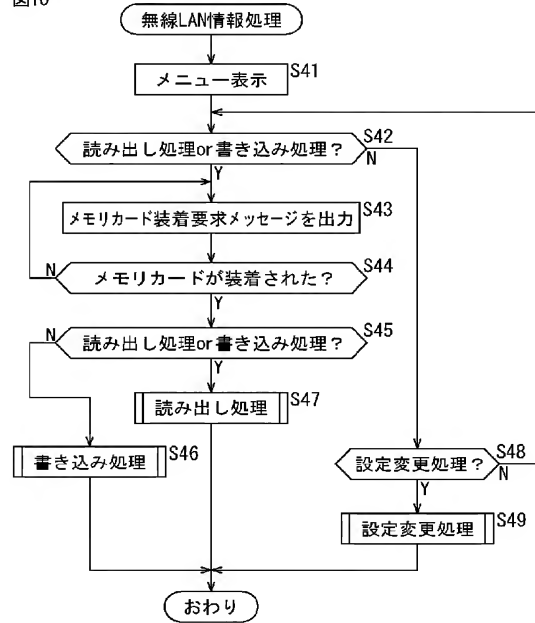 図10
無線LAN情報処理
メニュー表示
S41
読み出し処理or書き込み処理？
S42
N
Y
メモリカード装着要求メッセージを出力
S43
N
メモリカードが装着された？
S44
Y
N
読み出し処理or書き込み処理？
S45
Y
読み出し処理
S47
書き込み処理
S46
設定変更処理？
S48
N
Y
設定変更処理
S49
おわり